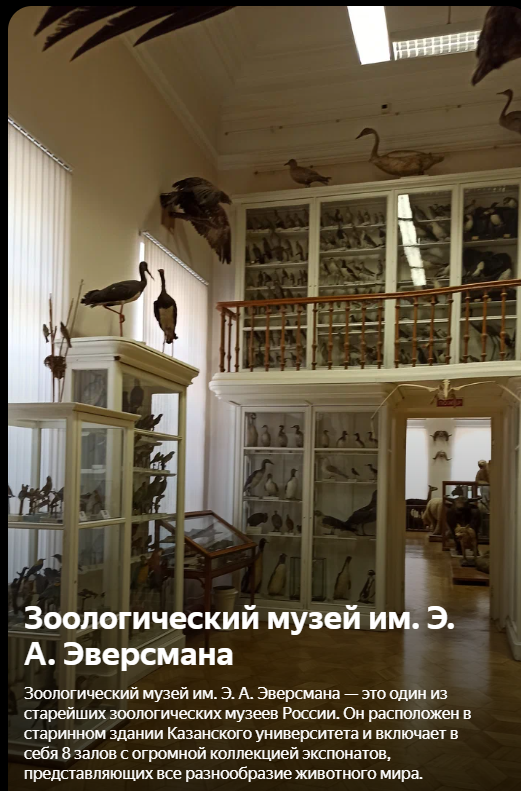 Зоологический музей им. Э.
А. Эверсмана
Зоологический музей им. Э. А. Эверсмана — это один из
старейших зоологических музеев России. Он расположен в
старинном здании Казанского университета и включает в
себя 8 залов с огромной коллекцией экспонатов,
представляющих все разнообразие животного мира.